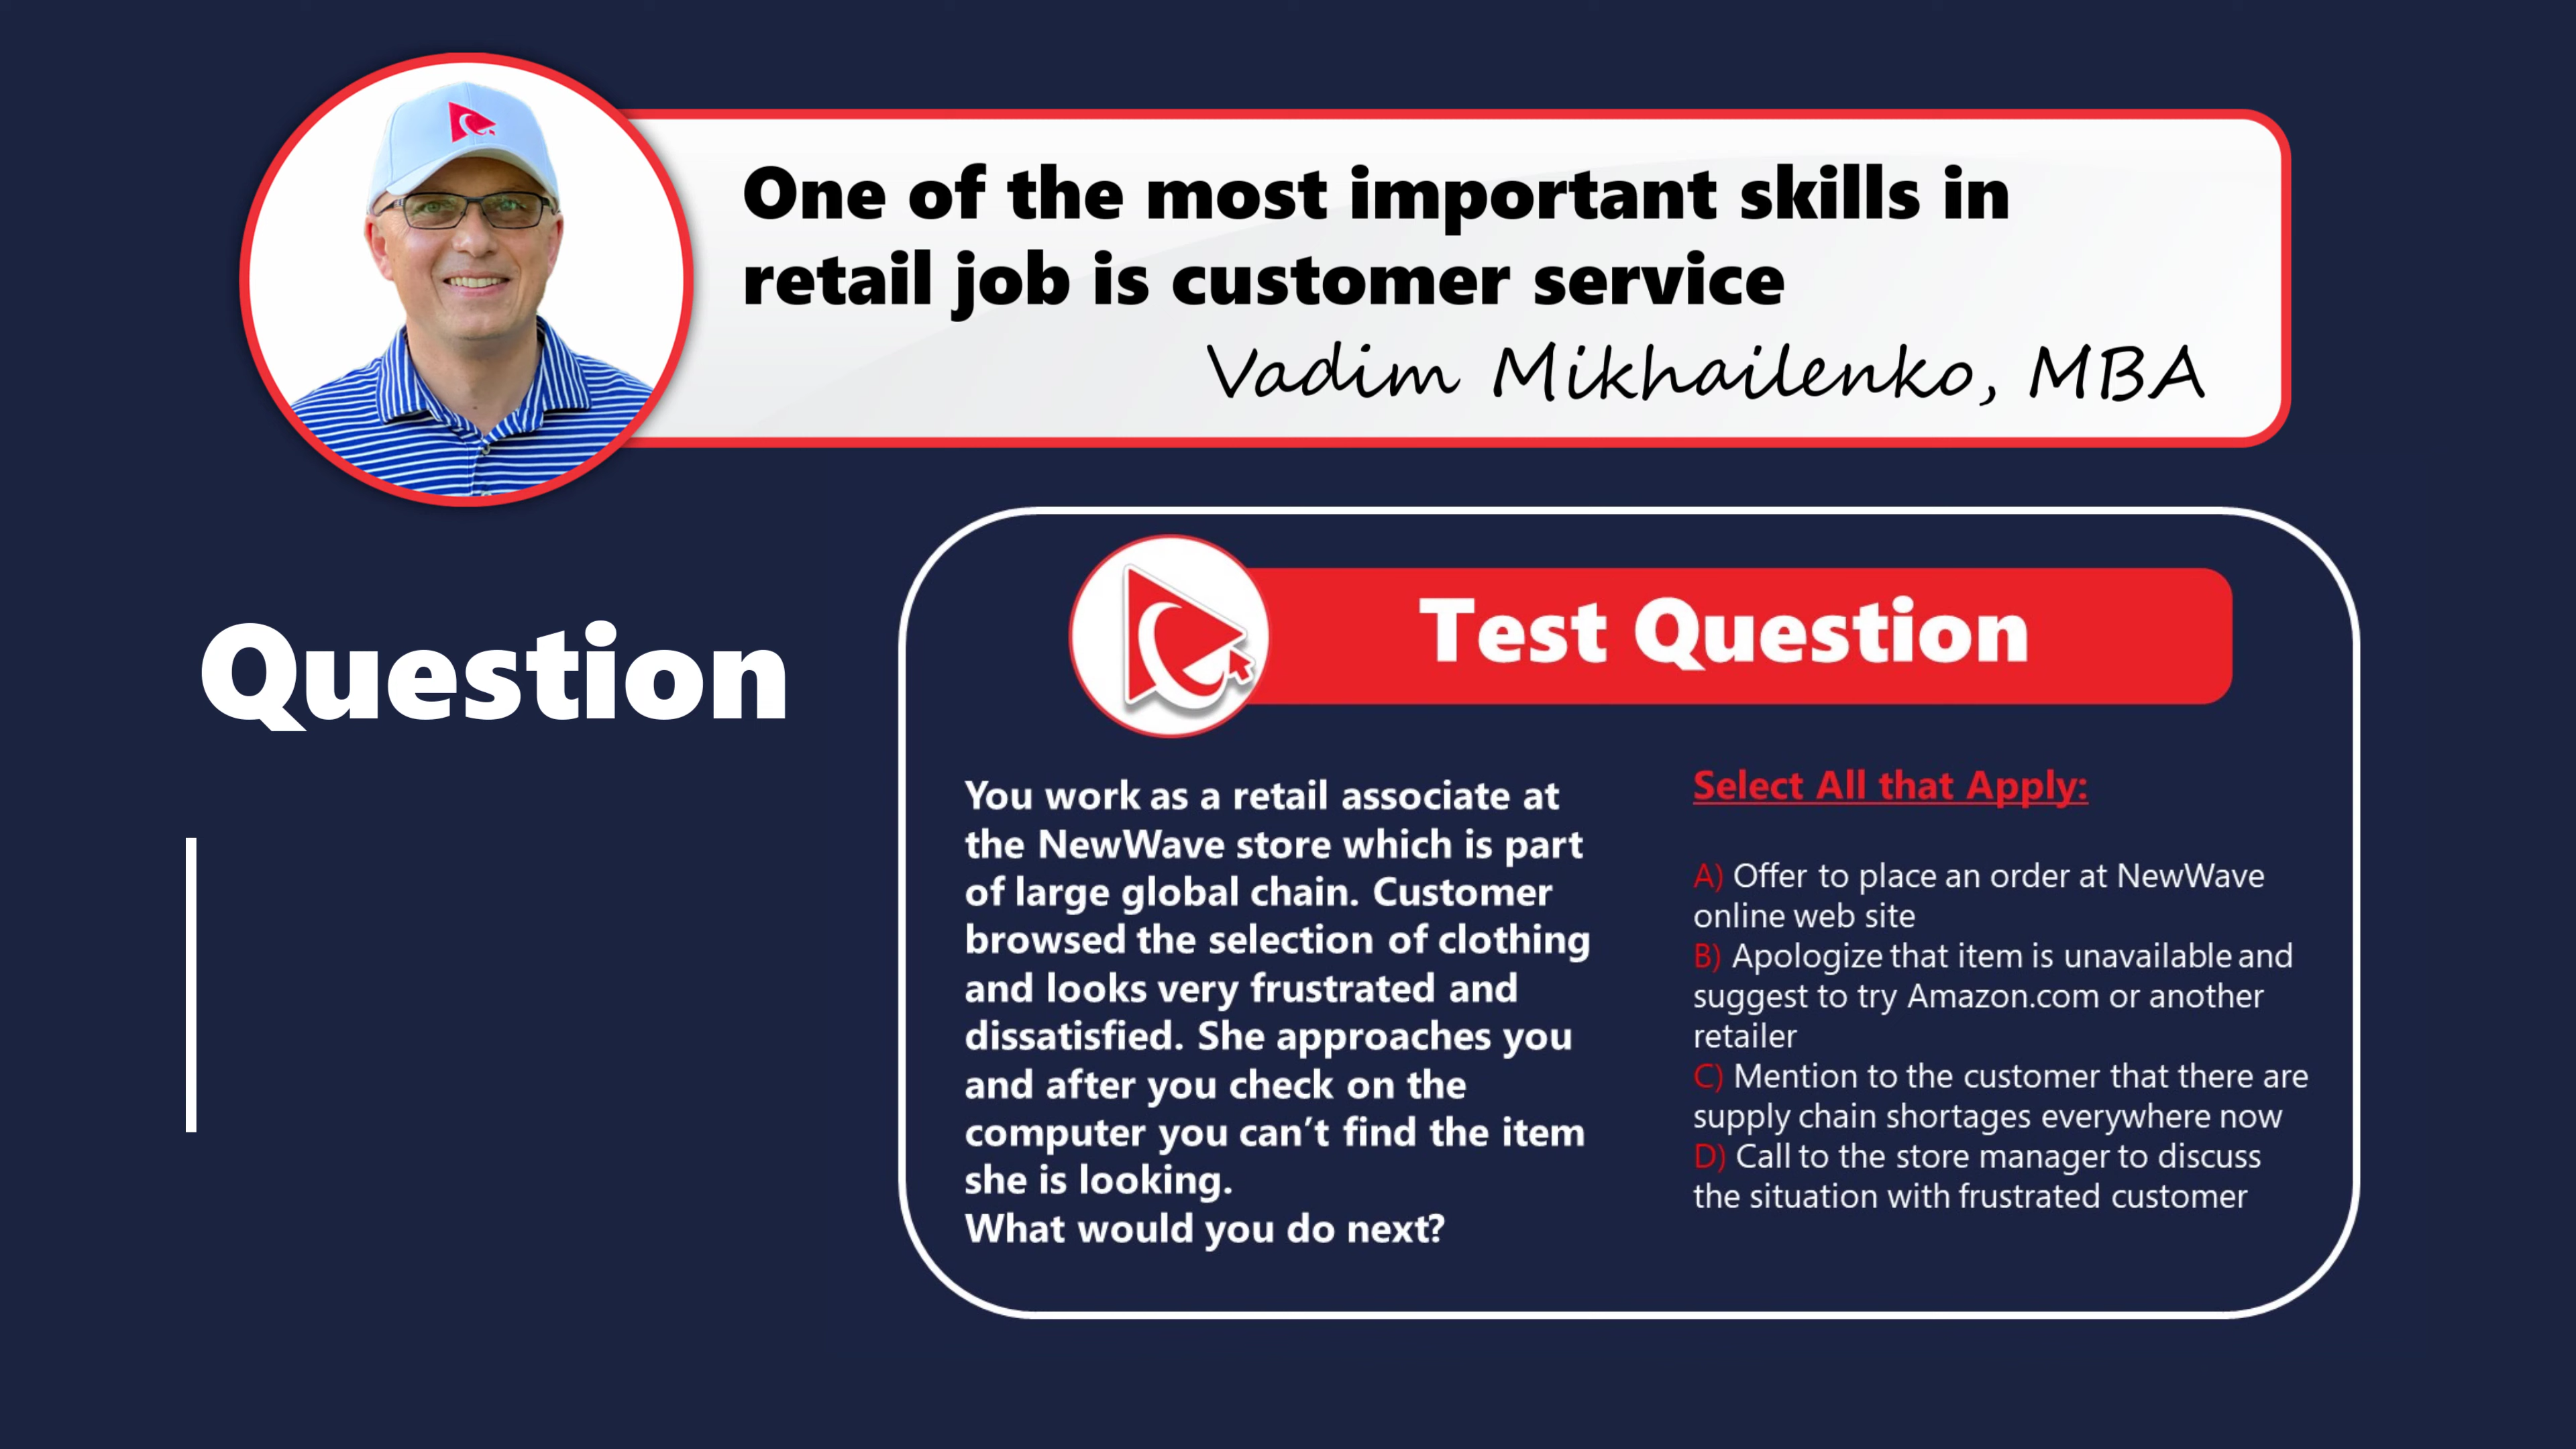 One of the most important skills in
retail job is customer service
Vadim Mikhailenko, MBA
Question
Test Question
You work as a retail associate at
the NewWave store which is part
of large global chain. Customer
browsed the selection of clothing
and looks very frustrated and
dissatisfied. She approaches you
and after you check on the
computer you can't find the item
she is looking.
What would you do next?
Select All that Apply:
A) Offer to place an order at NewWave
online web site
B) Apologize that item is unavailable and
suggest to try Amazon.com or another
retailer
C) Mention to the customer that there are
supply chain shortages everywhere now
D) Call to the store manager to discuss
the situation with frustrated customer